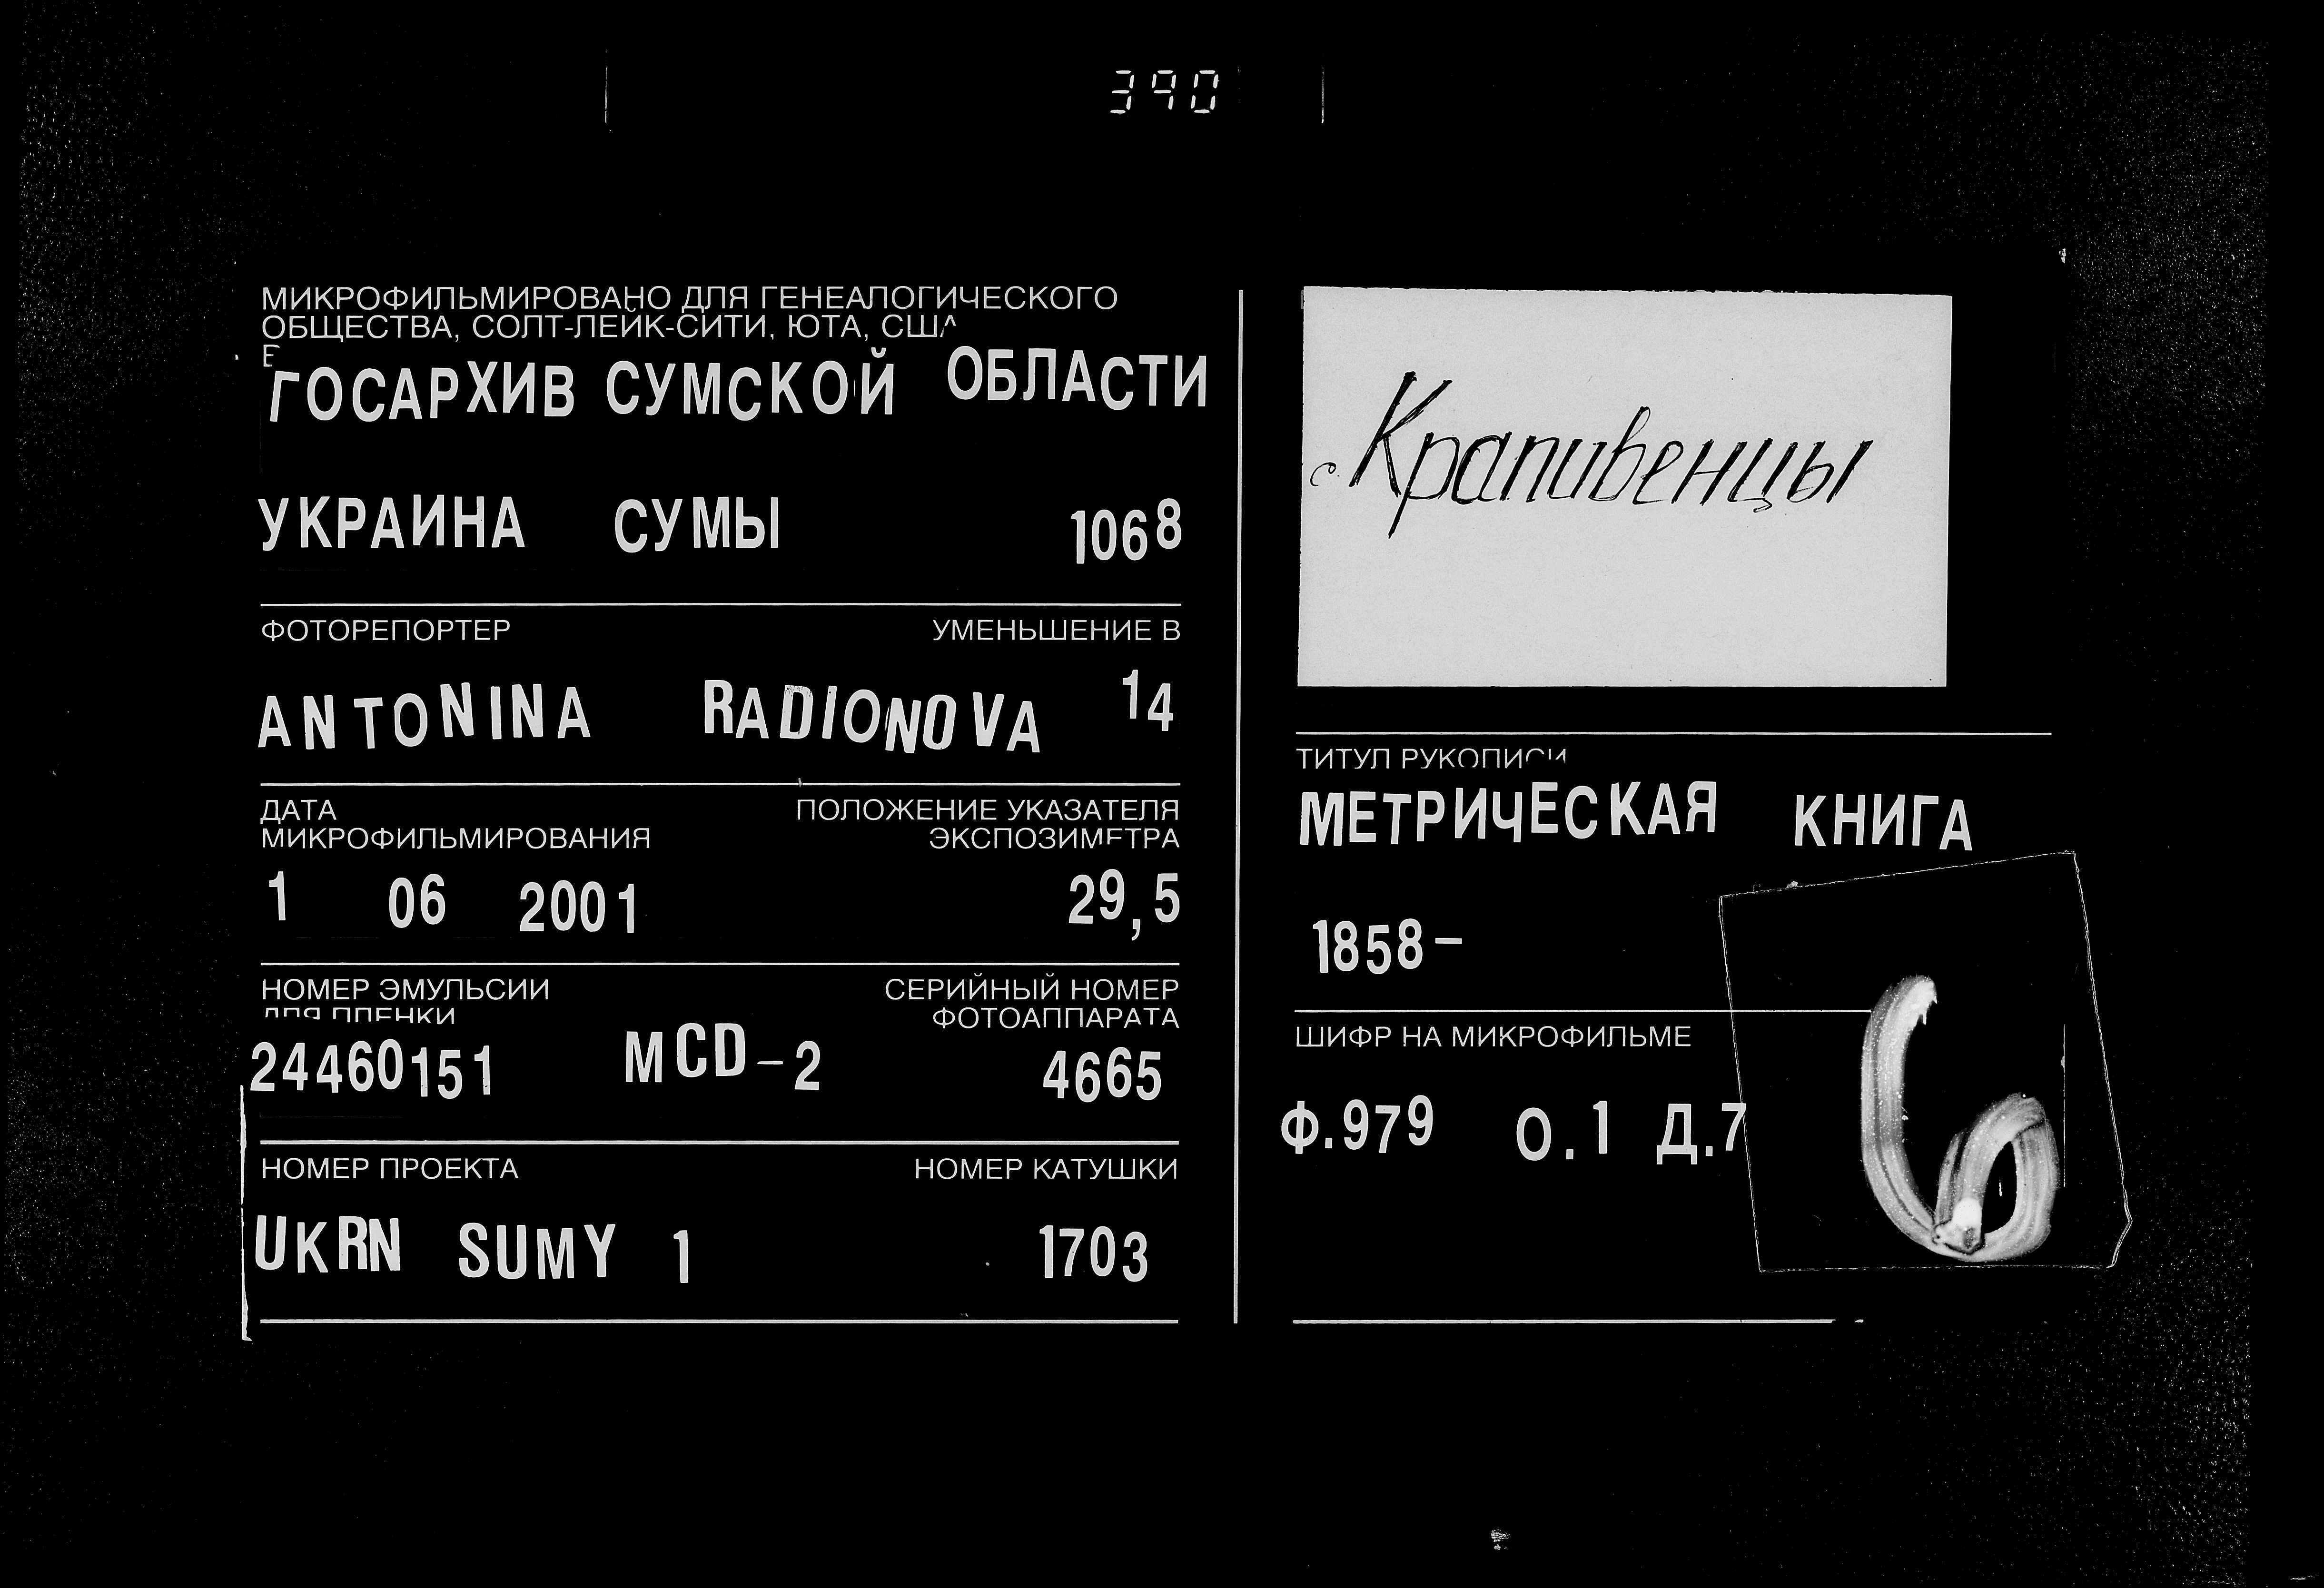 390
МИКРОФИЛЬМИРОВАНО ДЛЯ ГЕНЕАЛОГИЧЕСКОГО
ОБЩЕСТВА, СОЛТ-ЛЕЙК-СИТИ, ЮТА, США
В
ГОСАРХИВ СУМСКОЙ ОБЛАСТИ
УКРАИНА СУМЫ 1068
ФОТОРЕПОРТЕР УМЕНЬШЕНИЕ В
ANTONINA RADIONOVA 14
ДАТА ПОЛОЖЕНИЕ УКАЗАТЕЛЯ
МИКРОФИЛЬМИРОВАНИЯ ЭКСПОЗИМЕТРА
1 06 2001 29,5
НОМЕР ЭМУЛЬСИИ СЕРИЙНЫЙ НОМЕР
ДЛЯ ПЛЕНКИ ФОТОАППАРАТА
24460151 MCD-2 4665
НОМЕР ПРОЕКТА НОМЕР КАТУШКИ
UKRN SUMY 1 1703
с. Крапивенцы
ТИТУЛ РУКОПИСИ
МЕТРИЧЕСКАЯ КНИГА
1858-
ШИФР НА МИКРОФИЛЬМЕ
Ф.979 О.1 Д.7
6